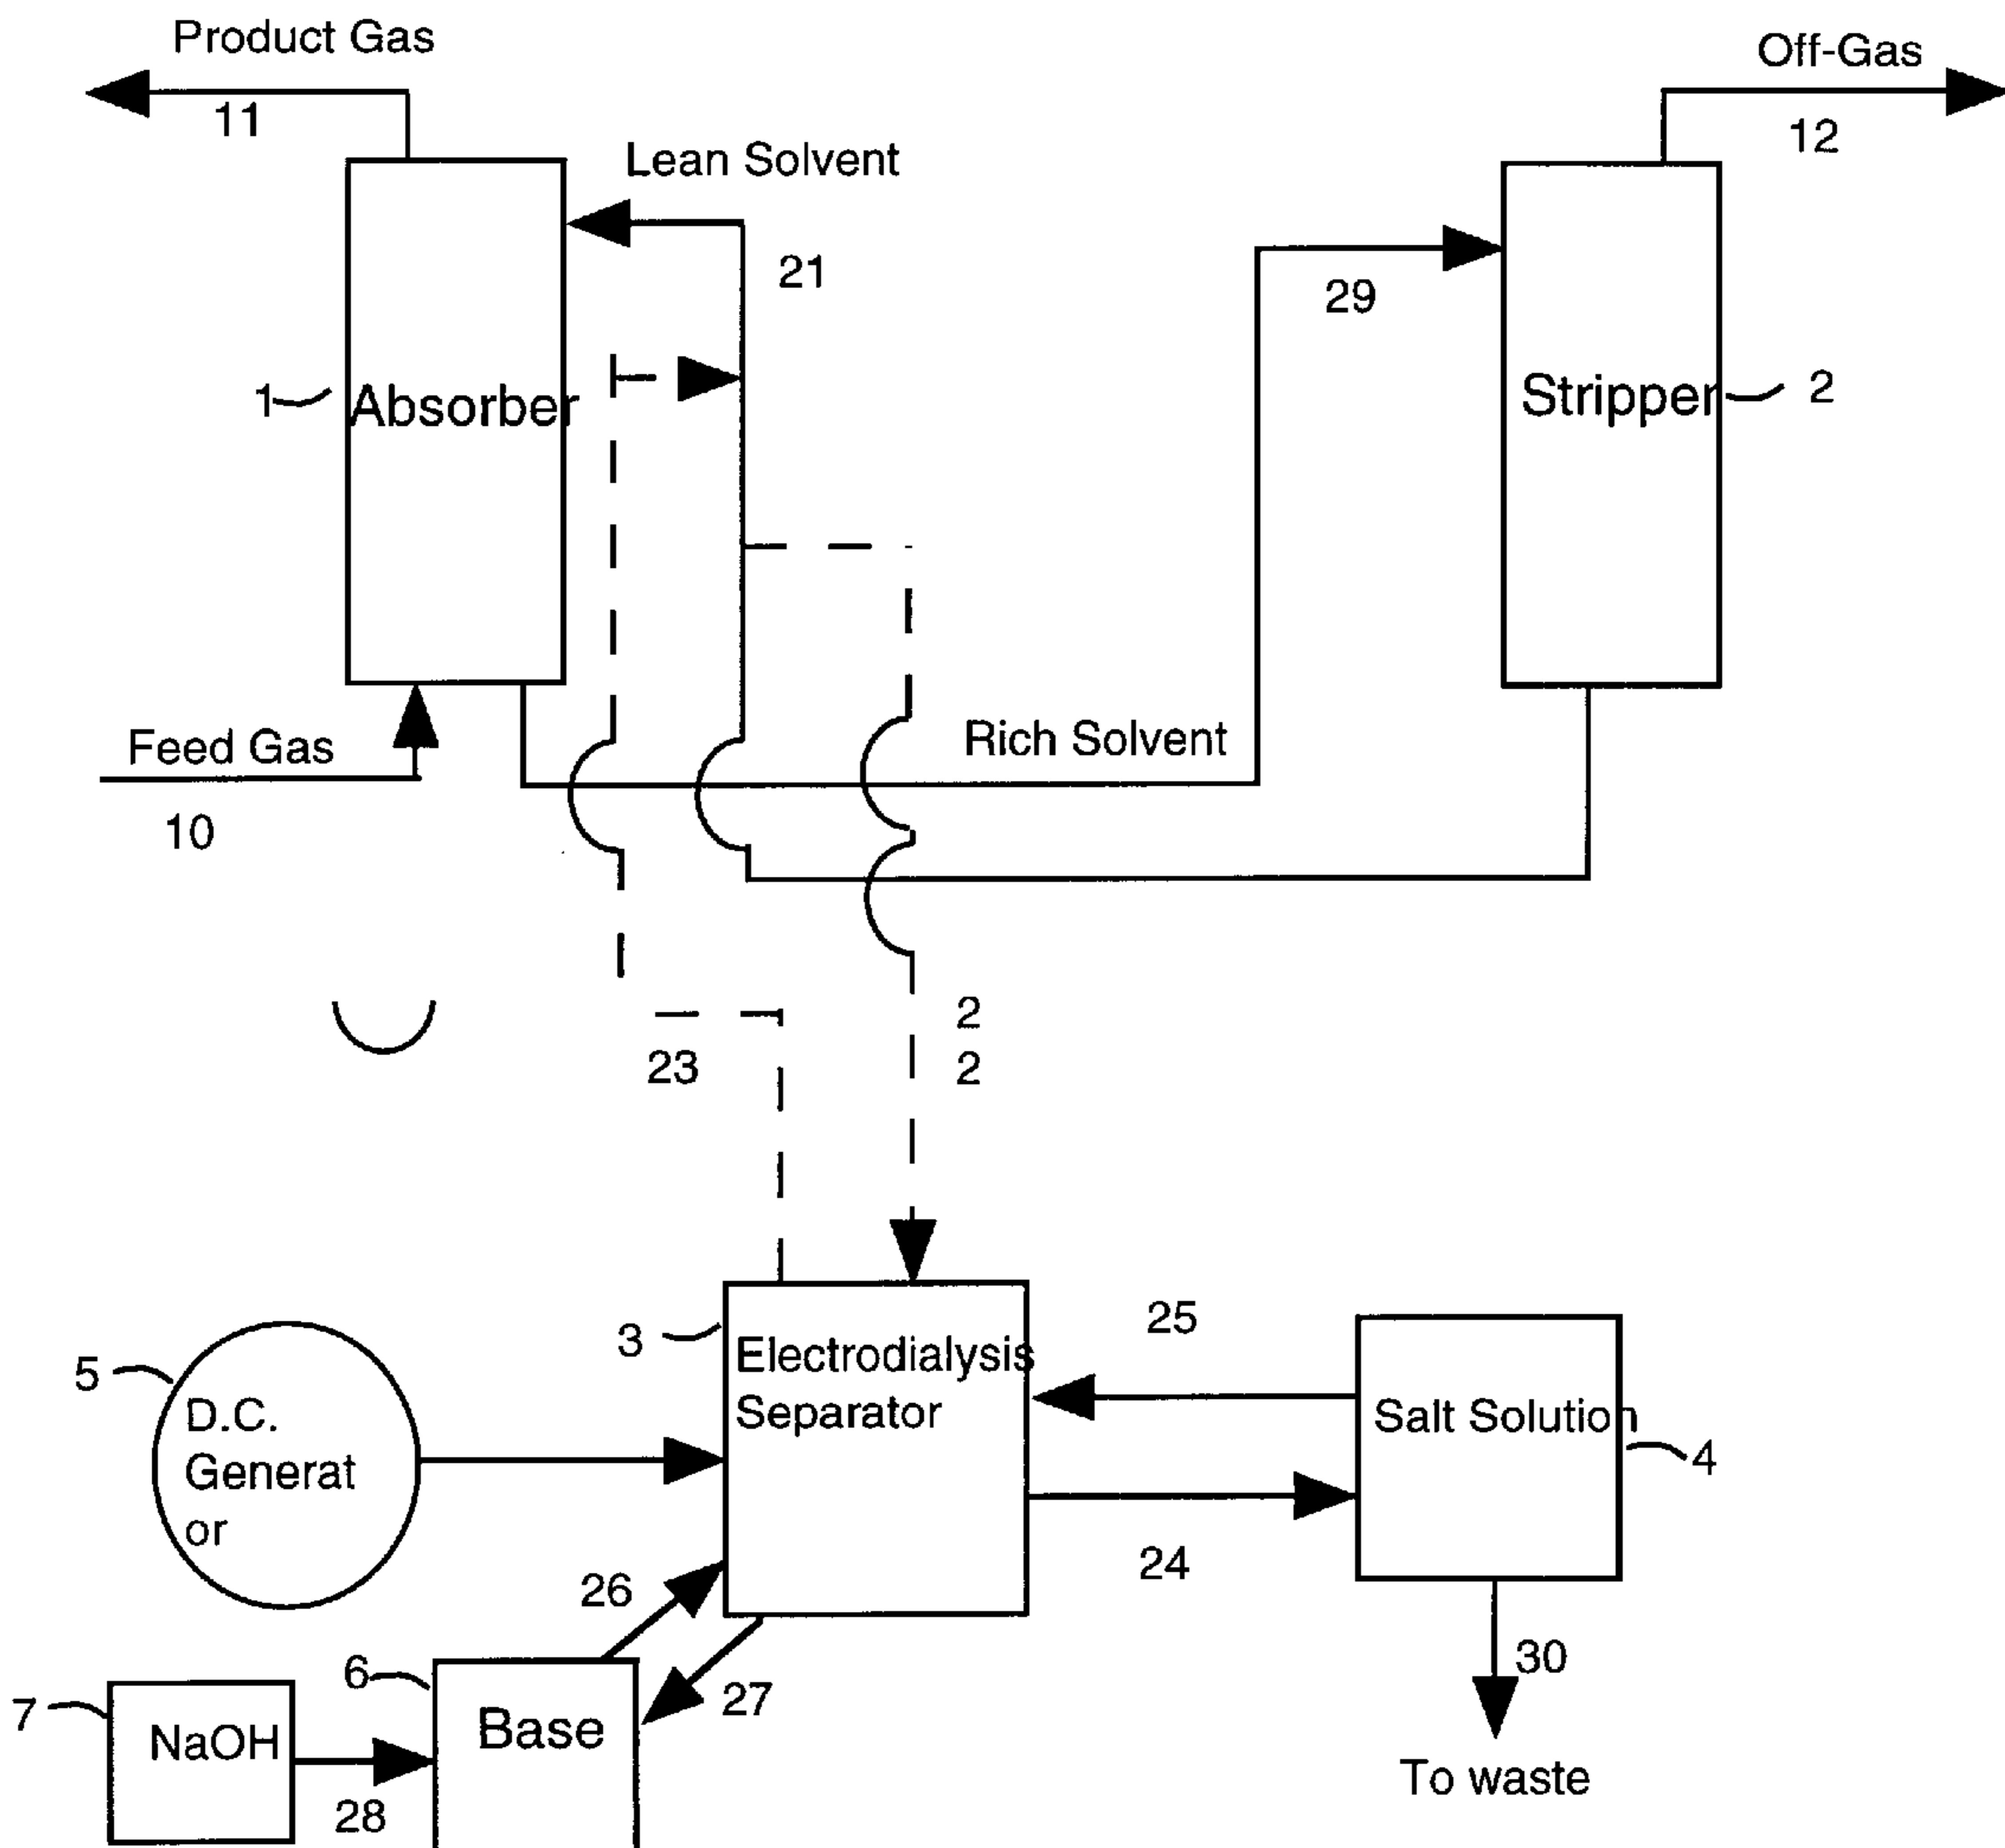 Product Gas
11
Off-Gas
12
Lean Solvent
21
29
1
Absorber
Stripper
2
Feed Gas
10
Rich Solvent
2
2
23
3
Electrodialysis
Separator
25
Salt Solution
4
5
D.C.
Generat
or
24
26
27
30
6
Base
7
NaOH
28
To waste